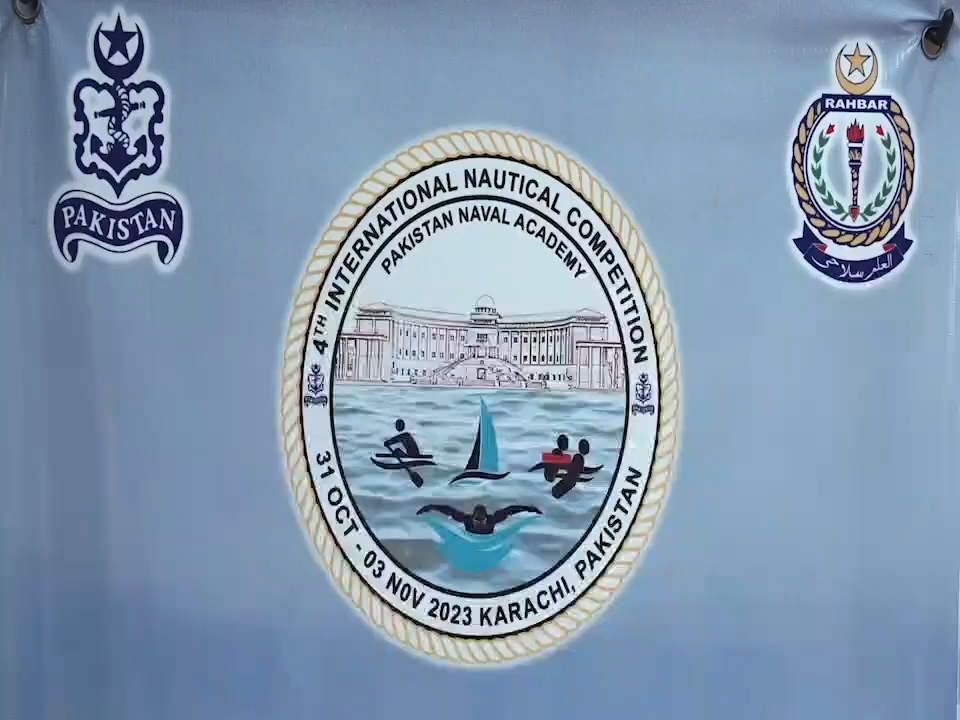 PAKISTAN
RAHBAR
العلم سلاحی
4TH INTERNATIONAL NAUTICAL COMPETITION
PAKISTAN NAVAL ACADEMY
31 OCT - 03 NOV 2023 KARACHI, PAKISTAN